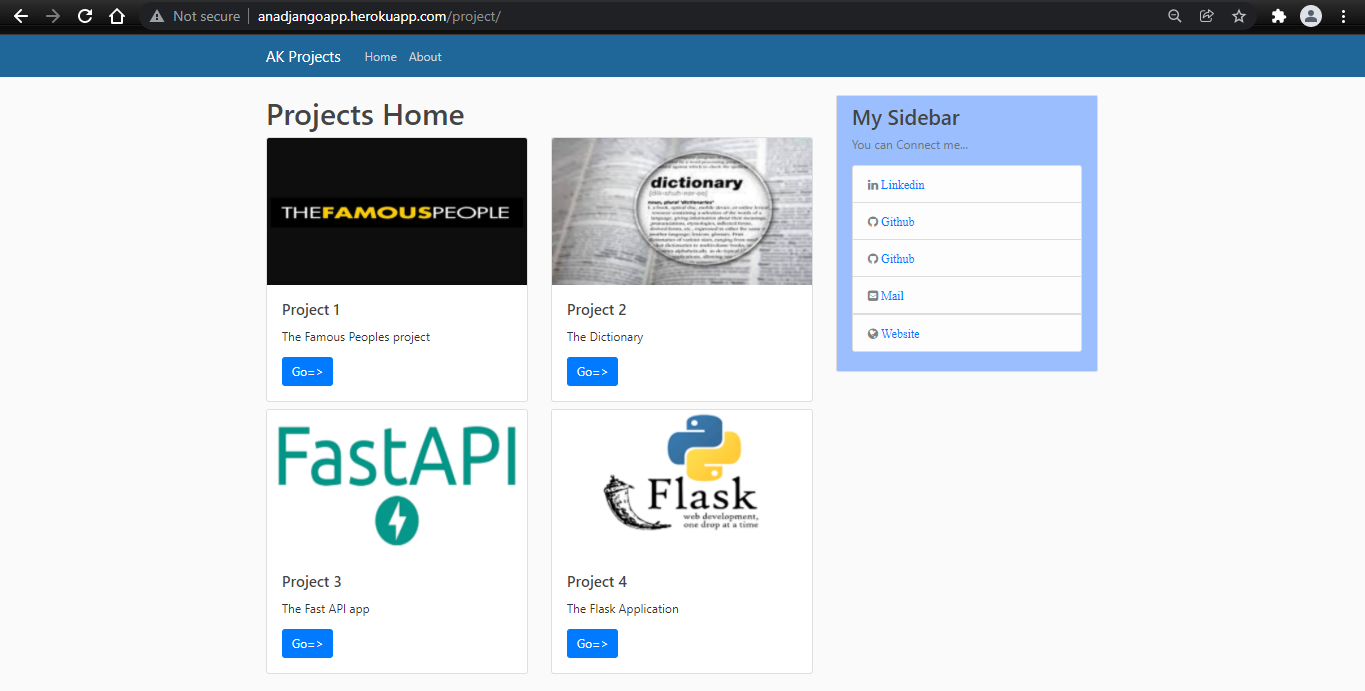 Not secure
anadjangoapp.herokuapp.com/project/
AK Projects
Home
About
Projects Home
THEFAMOUSPEOPLE
Project 1
The Famous Peoples project
Go=>
dictionary
Project 2
The Dictionary
Go=>
FastAPI
Project 3
The Fast API app
Go=>
Flask
web development,
one drop at a time
Project 4
The Flask Application
Go=>
My Sidebar
You can Connect me...
in Linkedin
Github
Github
Mail
Website